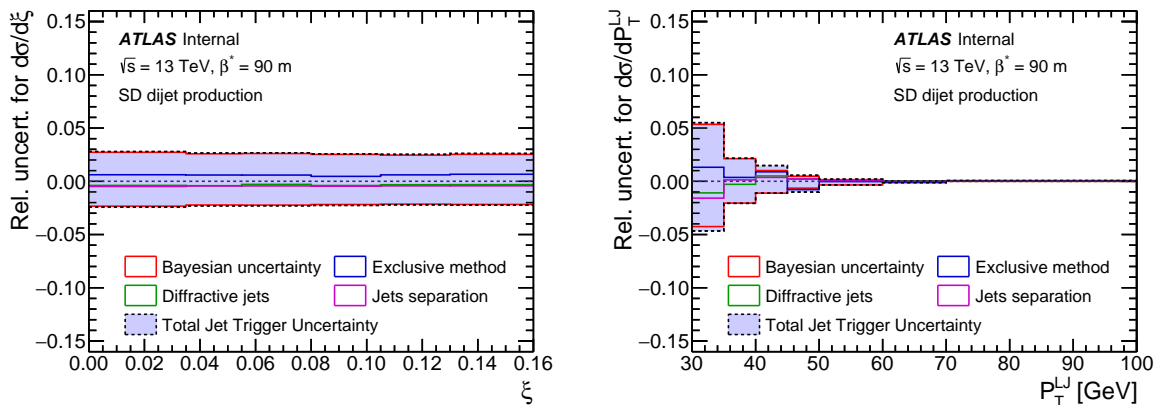 Rel. uncert. for dσ/dξ
0.15
0.10
0.05
0.00
−0.05
−0.10
−0.15
ATLAS Internal
√s = 13 TeV, β* = 90 m
SD dijet production
Bayesian uncertainty
Exclusive method
Diffractive jets
Jets separation
Total Jet Trigger Uncertainty
0.00 0.02 0.04 0.06 0.08 0.10 0.12 0.14 0.16
ξ
Rel. uncert. for dσ/dP_T^LJ
0.15
0.10
0.05
0.00
−0.05
−0.10
−0.15
ATLAS Internal
√s = 13 TeV, β* = 90 m
SD dijet production
Bayesian uncertainty
Exclusive method
Diffractive jets
Jets separation
Total Jet Trigger Uncertainty
30 40 50 60 70 80 90 100
P_T^LJ [GeV]